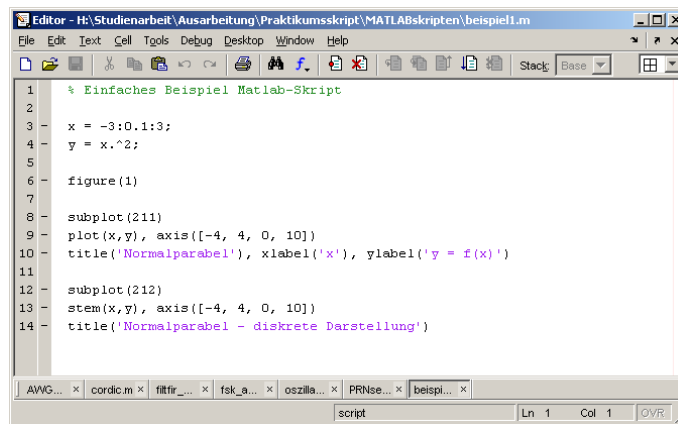 Editor - H:\Studienarbeit\Ausarbeitung\Praktikumsskript\MATLABskripten\beispiel1.m
File Edit Text Cell Tools Debug Desktop Window Help
Stack: Base
1 % Einfaches Beispiel Matlab-Skript
2
3 - x = -3:0.1:3;
4 - y = x.^2;
5
6 - figure(1)
7
8 - subplot(211)
9 - plot(x,y), axis([-4, 4, 0, 10])
10 - title('Normalparabel'), xlabel('x'), ylabel('y = f(x)')
11
12 - subplot(212)
13 - stem(x,y), axis([-4, 4, 0, 10])
14 - title('Normalparabel - diskrete Darstellung')
AWG... × cordic.m × filtfir_... × fsk_a... × oszilla... × PRNse... × beispi... ×
script Ln 1 Col 1 OVR